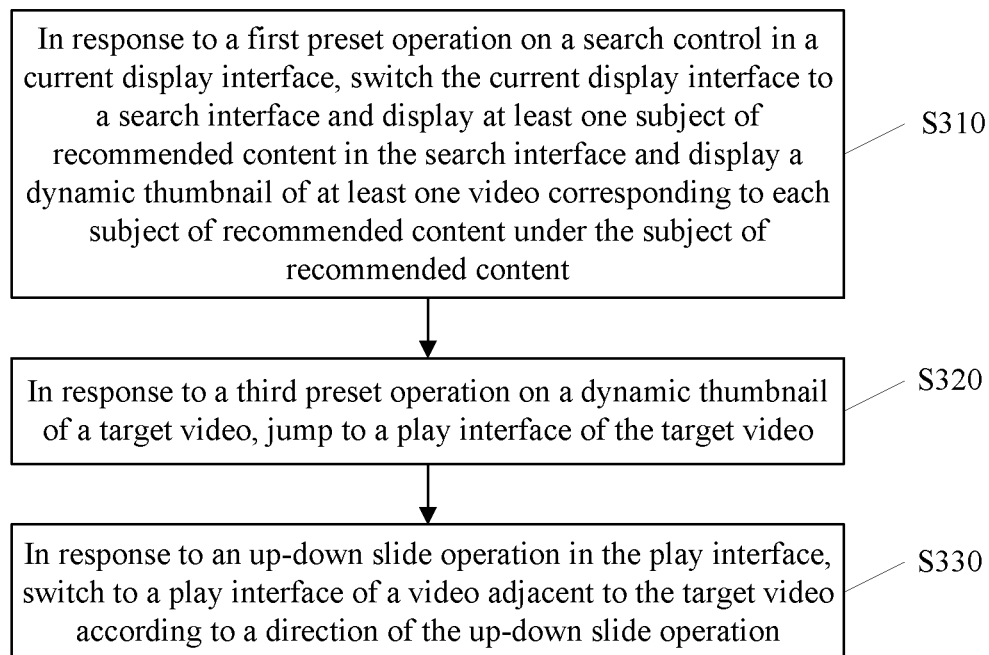 In response to a first preset operation on a search control in a
current display interface, switch the current display interface to
a search interface and display at least one subject of
recommended content in the search interface and display a
dynamic thumbnail of at least one video corresponding to each
subject of recommended content under the subject of
recommended content
S310
In response to a third preset operation on a dynamic thumbnail
of a target video, jump to a play interface of the target video
S320
In response to an up-down slide operation in the play interface,
switch to a play interface of a video adjacent to the target video
according to a direction of the up-down slide operation
S330